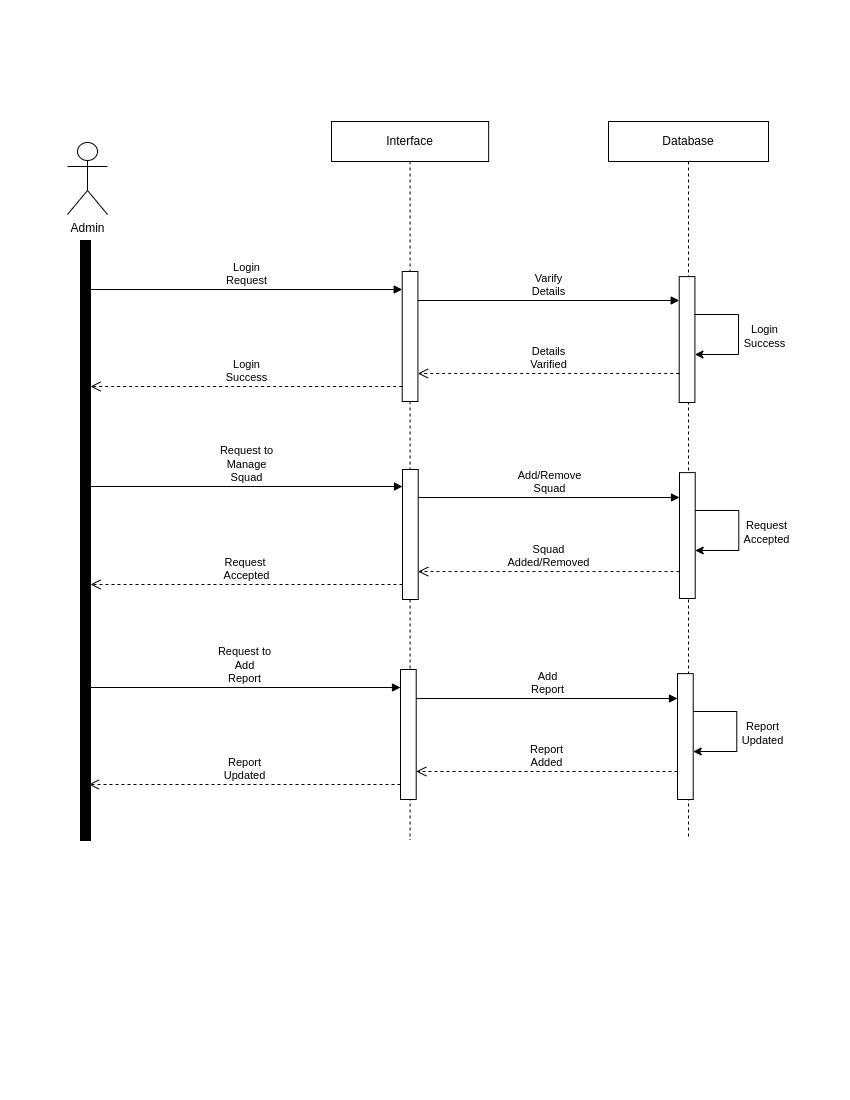 Interface
Database
Admin
Login
Request
Varify
Details
Login
Success
Details
Varified
Login
Success
Request to
Manage
Squad
Add/Remove
Squad
Request
Accepted
Squad
Added/Removed
Request
Accepted
Request to
Add
Report
Add
Report
Report
Updated
Report
Added
Report
Updated